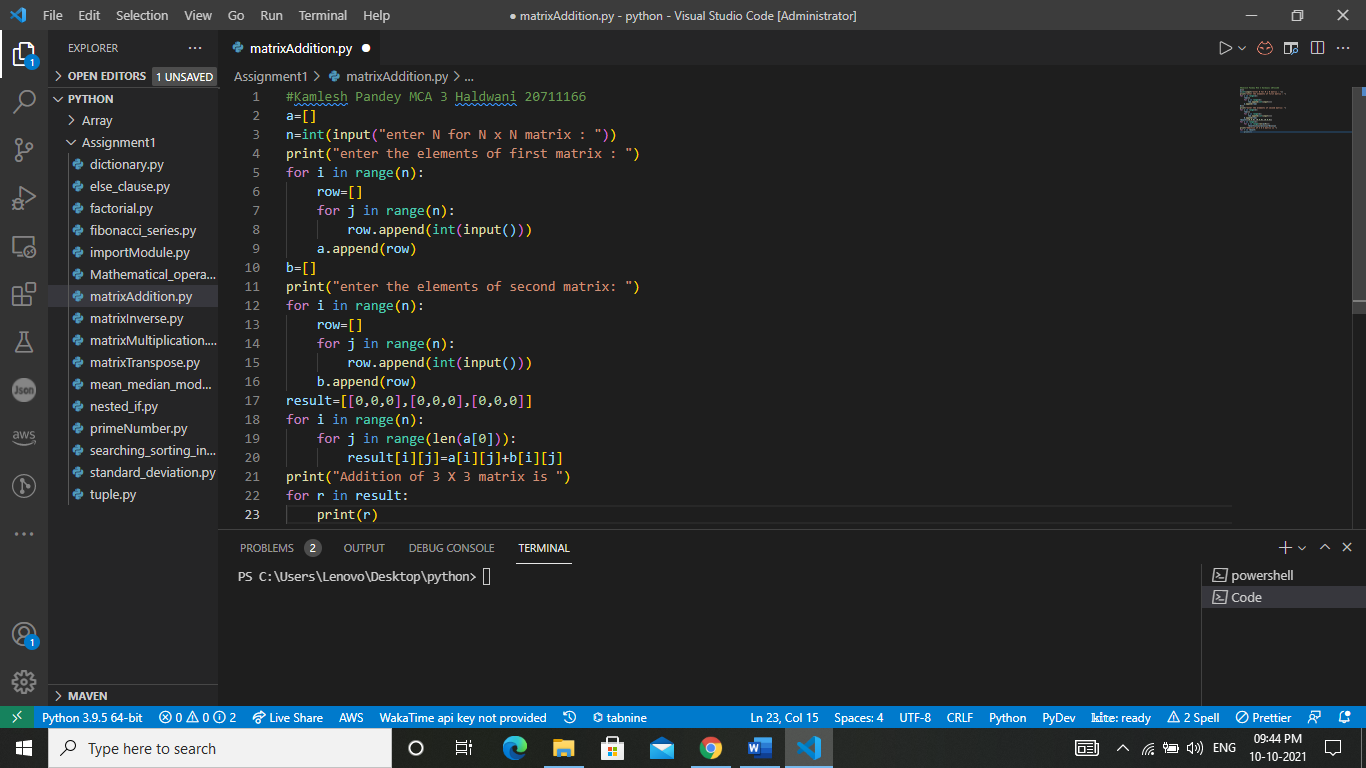 File Edit Selection View Go Run Terminal Help
● matrixAddition.py - python - Visual Studio Code [Administrator]
EXPLORER
OPEN EDITORS 1 UNSAVED
PYTHON
Array
Assignment1
dictionary.py
else_clause.py
factorial.py
fibonacci_series.py
importModule.py
Mathematical_opera...
matrixAddition.py
matrixInverse.py
matrixMultiplication....
matrixTranspose.py
mean_median_mod...
nested_if.py
primeNumber.py
searching_sorting_in...
standard_deviation.py
tuple.py
MAVEN
1
Json
aws
1
matrixAddition.py ●
Assignment1 > matrixAddition.py > ...
1 #Kamlesh Pandey MCA 3 Haldwani 20711166
2 a=[]
3 n=int(input("enter N for N x N matrix : "))
4 print("enter the elements of first matrix : ")
5 for i in range(n):
6     row=[]
7     for j in range(n):
8         row.append(int(input()))
9     a.append(row)
10 b=[]
11 print("enter the elements of second matrix: ")
12 for i in range(n):
13     row=[]
14     for j in range(n):
15         row.append(int(input()))
16     b.append(row)
17 result=[[0,0,0],[0,0,0],[0,0,0]]
18 for i in range(n):
19     for j in range(len(a[0])):
20         result[i][j]=a[i][j]+b[i][j]
21 print("Addition of 3 X 3 matrix is ")
22 for r in result:
23     print(r)
PROBLEMS 2 OUTPUT DEBUG CONSOLE TERMINAL
PS C:\Users\Lenovo\Desktop\python>
powershell
Code
Python 3.9.5 64-bit 0 0 2 Live Share AWS WakaTime api key not provided tabnine Ln 23, Col 15 Spaces: 4 UTF-8 CRLF Python PyDev kite: ready 2 Spell Prettier
Type here to search
ENG
09:44 PM
10-10-2021